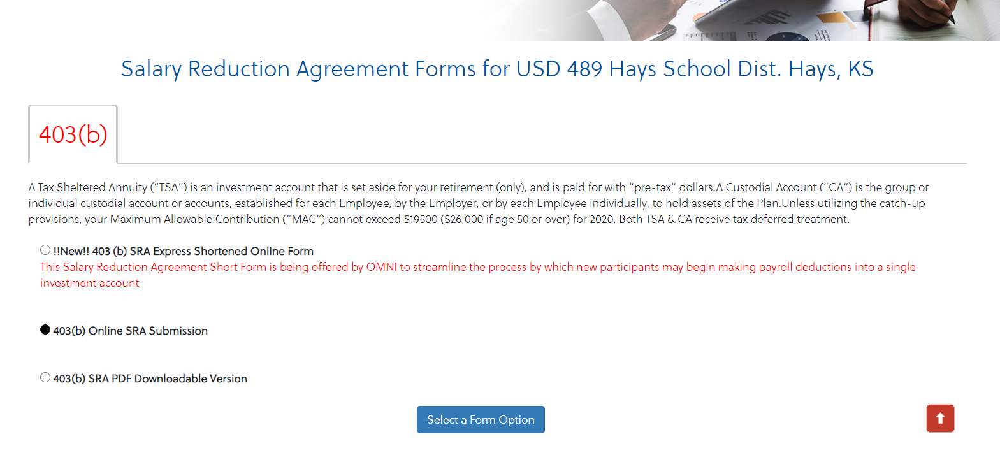 Salary Reduction Agreement Forms for USD 489 Hays School Dist. Hays, KS
403(b)
A Tax Sheltered Annuity (“TSA”) is an investment account that is set aside for your retirement (only), and is paid for with “pre-tax” dollars.A Custodial Account (“CA”) is the group or
individual custodial account or accounts, established for each Employee, by the Employer, or by each Employee individually, to hold assets of the Plan.Unless utilizing the catch-up
provisions, your Maximum Allowable Contribution (“MAC”) cannot exceed $19500 ($26,000 if age 50 or over) for 2020. Both TSA & CA receive tax deferred treatment.
!!New!! 403 (b) SRA Express Shortened Online Form
This Salary Reduction Agreement Short Form is being offered by OMNI to streamline the process by which new participants may begin making payroll deductions into a single
investment account
403(b) Online SRA Submission
403(b) SRA PDF Downloadable Version
Select a Form Option